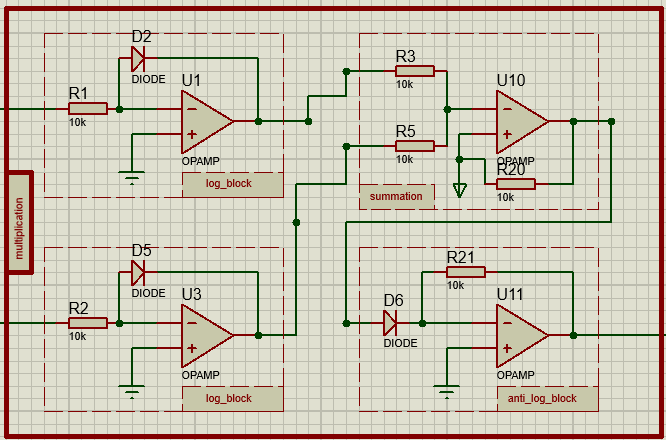 D2
DIODE
R1
10k
U1
OPAMP
log_block
R3
10k
R5
10k
U10
OPAMP
R20
10k
summation
multiplication
D5
DIODE
R2
10k
U3
OPAMP
log_block
R21
10k
D6
DIODE
U11
OPAMP
anti_log_block